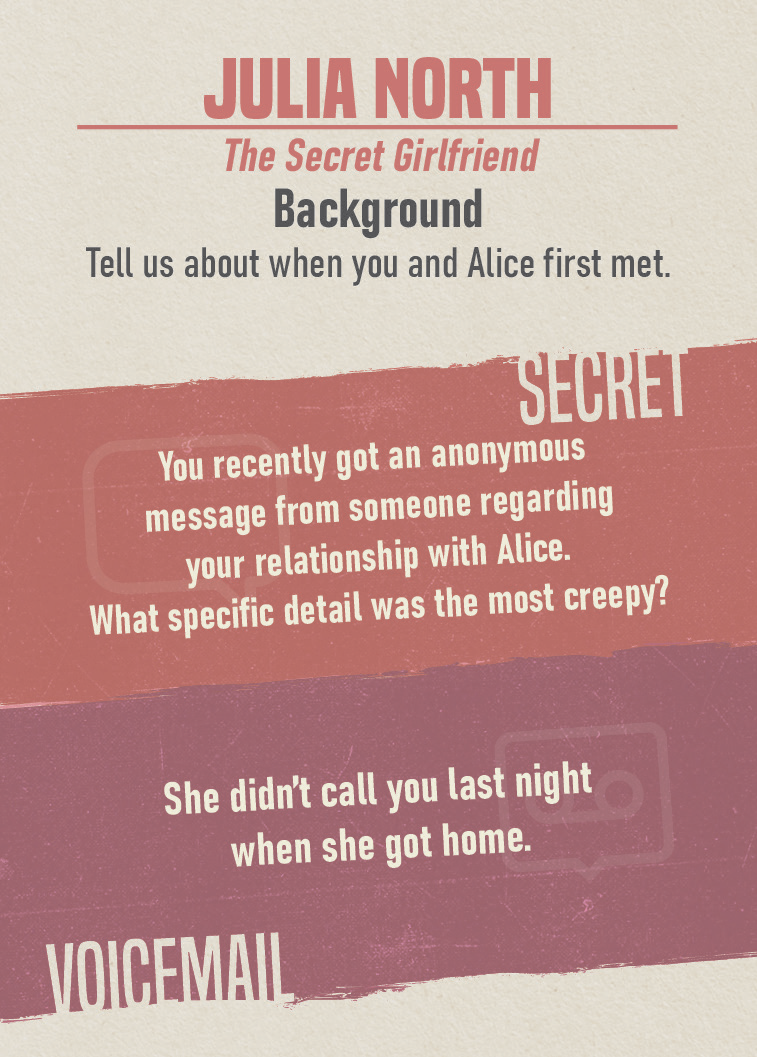 JULIA NORTH
The Secret Girlfriend
Background
Tell us about when you and Alice first met.
SECRET
You recently got an anonymous
message from someone regarding
your relationship with Alice.
What specific detail was the most creepy?
She didn't call you last night
when she got home.
VOICEMAIL